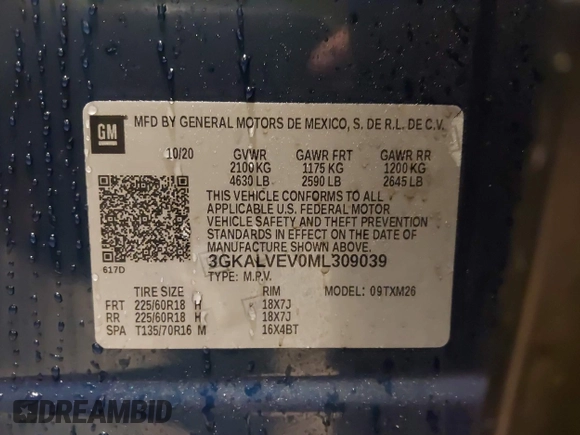 GM
MFD BY GENERAL MOTORS DE MEXICO, S. DE R.L. DE C.V.
10/20 GVWR GAWR FRT GAWR RR
2100 KG 1175 KG 1200 KG
4630 LB 2590 LB 2645 LB
THIS VEHICLE CONFORMS TO ALL
APPLICABLE U.S. FEDERAL MOTOR
VEHICLE SAFETY AND THEFT PREVENTION
STANDARDS IN EFFECT ON THE DATE OF
MANUFACTURE SHOWN ABOVE.
617D
3GKALVEV0ML309039
TYPE: M.P.V.
TIRE SIZE RIM MODEL: 09TXM26
FRT 225/60R18 H 18X7J
RR 225/60R18 H 18X7J
SPA T135/70R16 M 16X4BT
DREAMBID